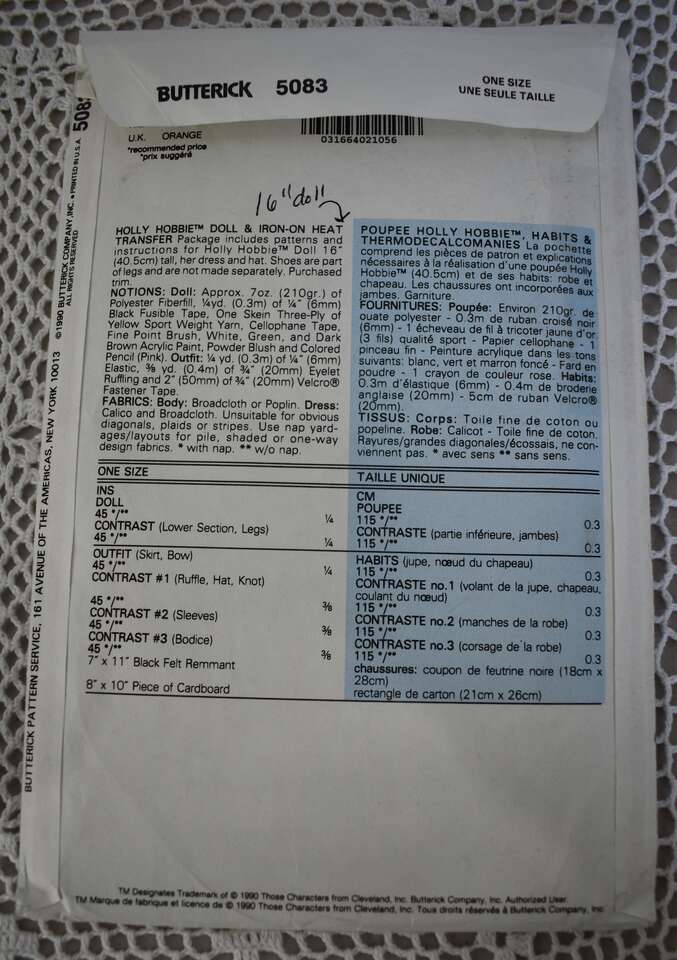 BUTTERICK 5083
ONE SIZE
UNE SEULE TAILLE
U.K. ORANGE
*recommended price
*prix suggéré
031664021056
16" doll
HOLLY HOBBIE™ DOLL & IRON-ON HEAT
TRANSFER Package includes patterns and
instructions for Holly Hobbie™ Doll 16"
(40.5cm) tall, her dress and hat. Shoes are part
of legs and are not made separately. Purchased
trim.
NOTIONS: Doll: Approx. 7oz. (210gr.) of
Polyester Fiberfill, ¼yd. (0.3m) of ¼" (6mm)
Black Fusible Tape, One Skein Three-Ply of
Yellow Sport Weight Yarn, Cellophane Tape,
Fine Point Brush, White, Green, and Dark
Brown Acrylic Paint, Powder Blush and Colored
Pencil (Pink). Outfit: ¼ yd. (0.3m) of ¼" (6mm)
Elastic, ⅜ yd. (0.4m) of ¾" (20mm) Eyelet
Ruffling and 2" (50mm) of ¾" (20mm) Velcro®
Fastener Tape.
FABRICS: Body: Broadcloth or Poplin. Dress:
Calico and Broadcloth. Unsuitable for obvious
diagonals, plaids or stripes. Use nap yard-
ages/layouts for pile, shaded or one-way
design fabrics. * with nap. ** w/o nap.
POUPEE HOLLY HOBBIE™, HABITS &
THERMODECALCOMANIES La pochette
comprend les pièces de patron et explications
nécessaires à la réalisation d'une poupée Holly
Hobbie™ (40.5cm) et de ses habits: robe et
chapeau. Les chaussures ont incorporées aux
jambes. Garniture.
FOURNITURES: Poupée: Environ 210gr. de
ouate polyester - 0.3m de ruban croisé noir
(6mm) - 1 écheveau de fil à tricoter jaune d'or
(3 fils) qualité sport - Papier cellophane - 1
pinceau fin - Peinture acrylique dans les tons
suivants: blanc, vert et marron foncé - Fard en
poudre - 1 crayon de couleur rose. Habits:
0.3m d'élastique (6mm) - 0.4m de broderie
anglaise (20mm) - 5cm de ruban Velcro®
(20mm).
TISSUS: Corps: Toile fine de coton ou
popeline. Robe: Calicot - Toile fine de coton.
Rayures/grandes diagonales/écossais, ne con-
viennent pas. * avec sens ** sans sens.
ONE SIZE
INS
DOLL
45 */** ¼
CONTRAST (Lower Section, Legs)
45 */** ¼
OUTFIT (Skirt, Bow)
45 */** ¼
CONTRAST #1 (Ruffle, Hat, Knot)
45 */** ⅜
CONTRAST #2 (Sleeves)
45 */** ⅜
CONTRAST #3 (Bodice)
45 */** ⅜
7" x 11" Black Felt Remmant
8" x 10" Piece of Cardboard
TAILLE UNIQUE
CM
POUPEE
115 */** 0.3
CONTRASTE (partie inférieure, jambes)
115 */** 0.3
HABITS (jupe, nœud du chapeau)
115 */** 0.3
CONTRASTE no.1 (volant de la jupe, chapeau,
coulant du nœud)
115 */** 0.3
CONTRASTE no.2 (manches de la robe)
115 */** 0.3
CONTRASTE no.3 (corsage de la robe)
115 */** 0.3
chaussures: coupon de feutrine noire (18cm x
28cm)
rectangle de carton (21cm x 26cm)
TM Designates Trademark of © 1990 Those Characters from Cleveland, Inc. Butterick Company, Inc. Authorized User.
TM Marque de fabrique et licence de © 1990 Those Characters from Cleveland, Inc. Tous droits réservés à Butterick Company, Inc.
BUTTERICK PATTERN SERVICE, 161 AVENUE OF THE AMERICAS, NEW YORK, NEW YORK 10013
©1990 BUTTERICK COMPANY, INC. • PRINTED IN U.S.A.
ALL RIGHTS RESERVED
508